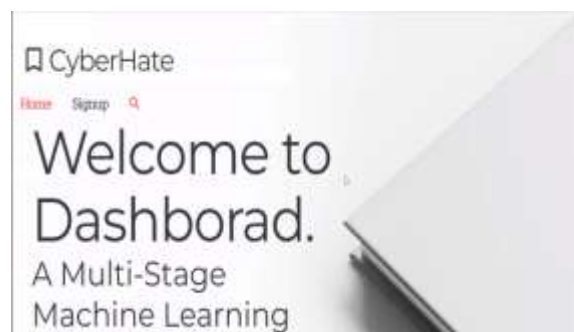 CyberHate
Home Signup
Welcome to
Dashborad.
A Multi-Stage
Machine Learning